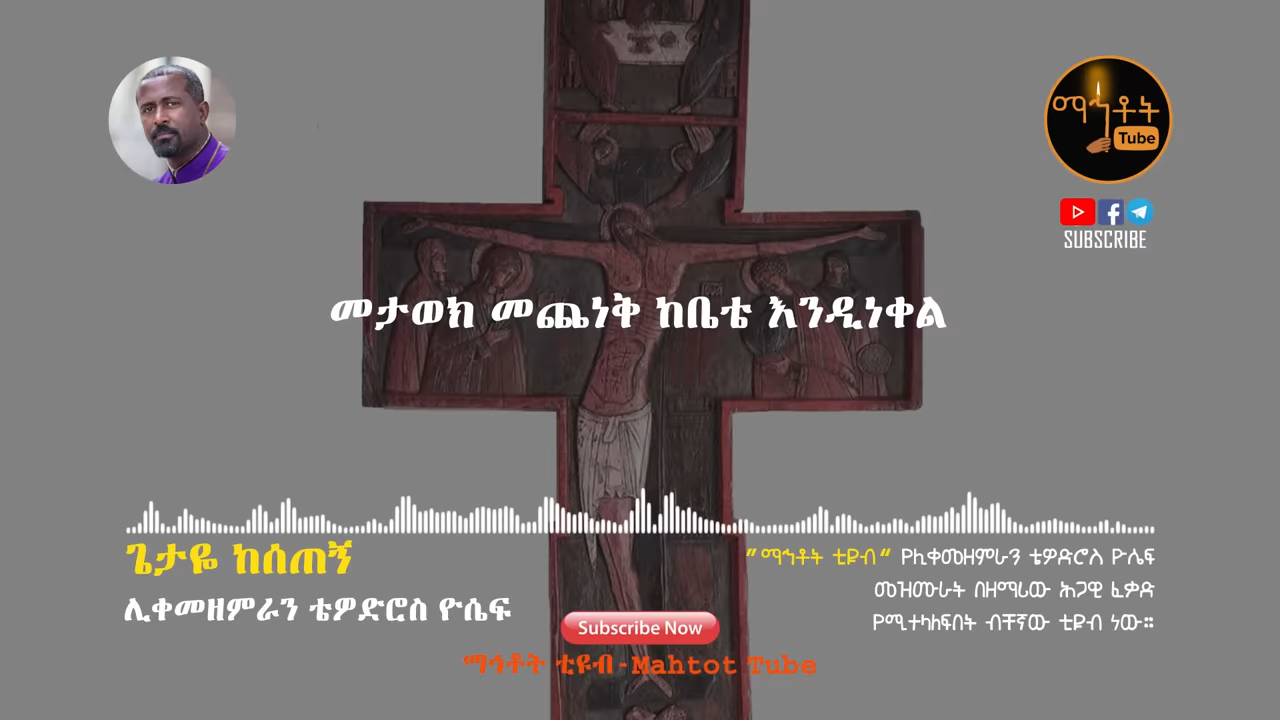 ማኅቶት
Tube
SUBSCRIBE
መታወክ መጨነቅ ከቤቴ እንዲነቀል
ጌታዬ ከሰጠኝ
ሊቀመዘምራን ቴዎድሮስ ዮሴፍ
"ማኅቶት ቲዩብ" የሊቀመዘምራን ቴዎድሮስ ዮሴፍ
መዝሙራት በዘማሪው ሕጋዊ ፈቃድ
የሚተላለፍበት ብቸኛው ቲዩብ ነው።
Subscribe Now
ማኅቶት ቲዩብ-Mahtot Tube